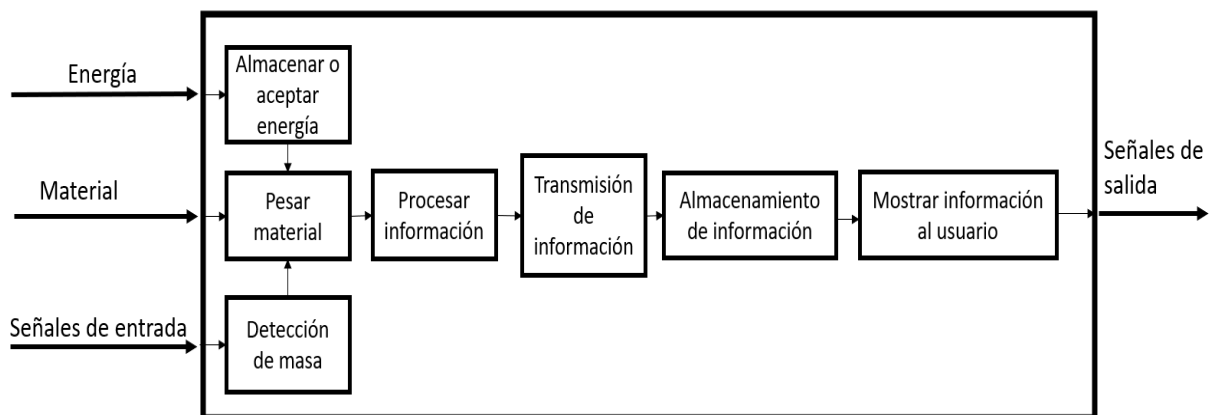 Energía
Almacenar o
aceptar
energía
Material
Pesar
material
Procesar
información
Transmisión
de
información
Almacenamiento
de información
Mostrar información
al usuario
Señales de
salida
Señales de entrada
Detección
de masa